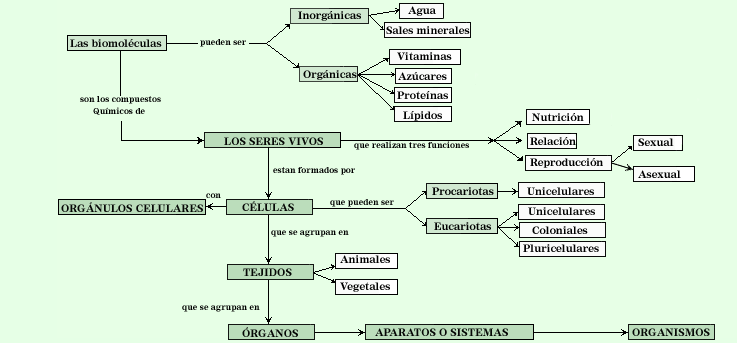 Inorgánicas
Agua
Sales minerales
Las biomoléculas
pueden ser
Orgánicas
Vitaminas
Azúcares
Proteínas
Lípidos
son los compuestos
Químicos de
LOS SERES VIVOS
que realizan tres funciones
Nutrición
Relación
Reproducción
Sexual
Asexual
estan formados por
ORGÁNULOS CELULARES
con
CÉLULAS
que pueden ser
Procariotas
Unicelulares
Eucariotas
Unicelulares
Coloniales
Pluricelulares
que se agrupan en
TEJIDOS
Animales
Vegetales
que se agrupan en
ÓRGANOS
APARATOS O SISTEMAS
ORGANISMOS